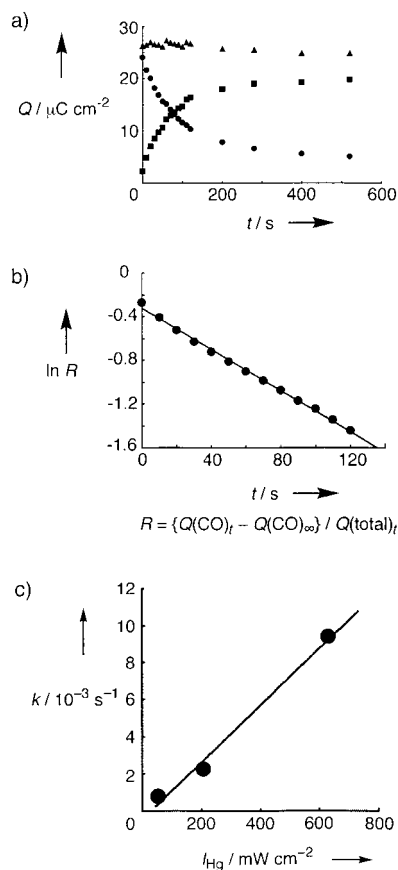 a)
30
20
10
Q / µC cm⁻²
0 200 400 600
t / s
b)
0
-0.4
-0.8
-1.2
-1.6
ln R
0 40 80 120
t / s
R = {Q(CO)ₜ – Q(CO)∞} / Q(total)ₜ
c)
12
10
8
6
4
2
k / 10⁻³ s⁻¹
0 200 400 600 800
I_Hg / mW cm⁻²